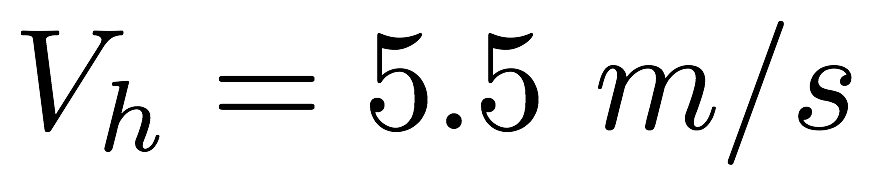 V_h = 5.5 m/s